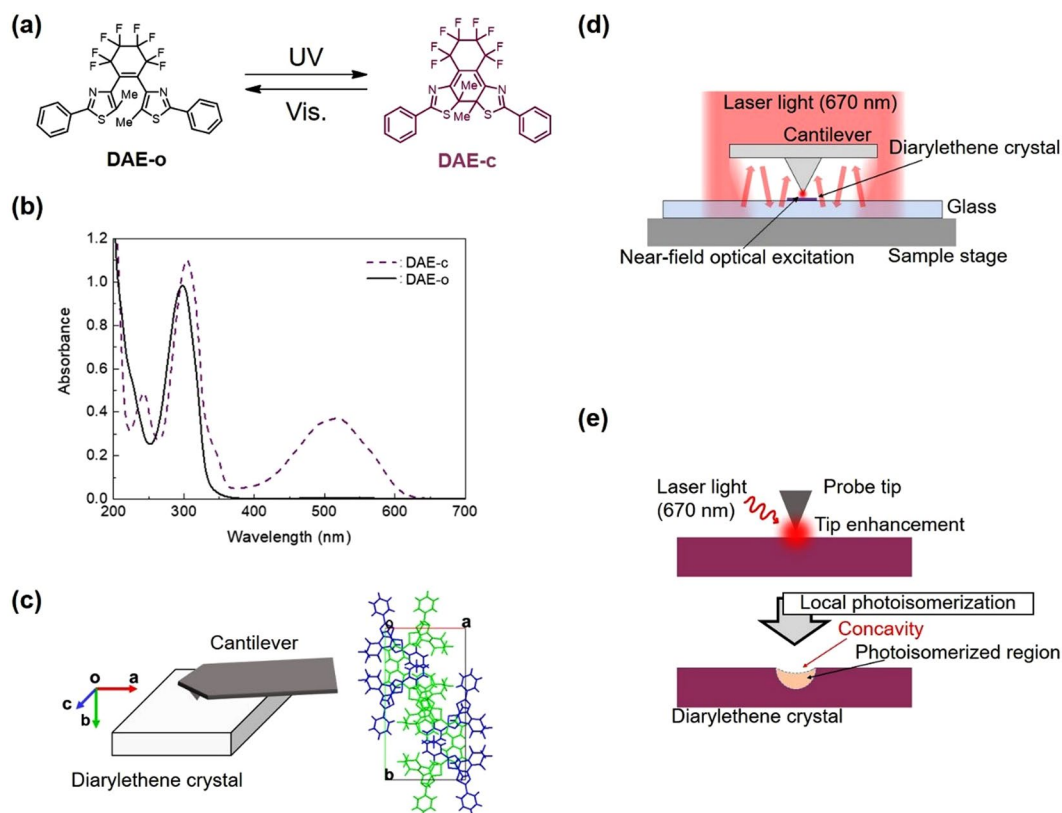 (a)
F F F F
F F F F
N Me N
S Me S
DAE-o
UV
Vis.
F F F F
F F F F
N Me N
S Me S
DAE-c
(b)
1.2
1.0
0.8
0.6
0.4
0.2
0.0
Absorbance
: DAE-c
: DAE-o
200 300 400 500 600 700
Wavelength (nm)
(c)
Cantilever
o a
c
b
Diarylethene crystal
o a
b
(d)
Laser light (670 nm)
Cantilever
Diarylethene crystal
Glass
Near-field optical excitation
Sample stage
(e)
Laser light
(670 nm)
Probe tip
Tip enhancement
Local photoisomerization
Concavity
Photoisomerized region
Diarylethene crystal